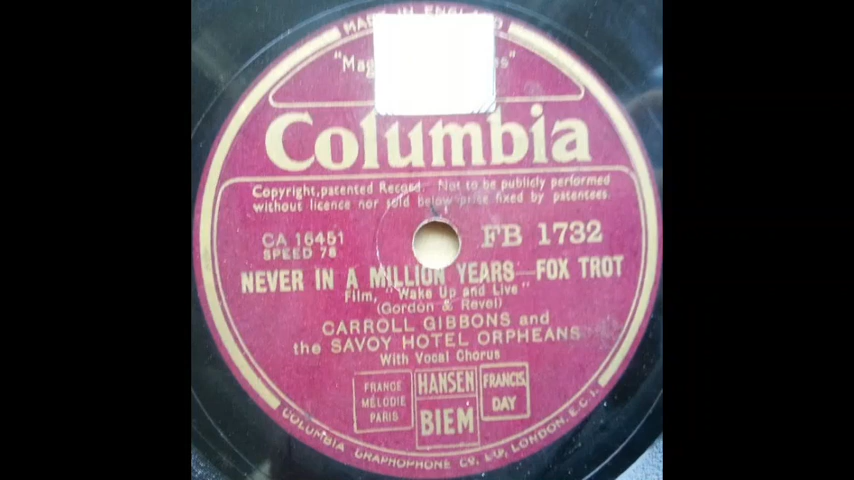 MADE IN ENGLAND
Columbia
Copyright,patented Record. Not to be publicly performed
without licence nor sold below price fixed by patentees.
CA 16451
FB 1732
SPEED 78
NEVER IN A MILLION YEARS—FOX TROT
Film, "Wake Up and Live"
(Gordon & Revel)
CARROLL GIBBONS and
the SAVOY HOTEL ORPHEANS
With Vocal Chorus
FRANCE
MÉLODIE
PARIS
HANSEN
BIEM
FRANCIS,
DAY
COLUMBIA GRAPHOPHONE CO. LTD, LONDON. E.C.1.